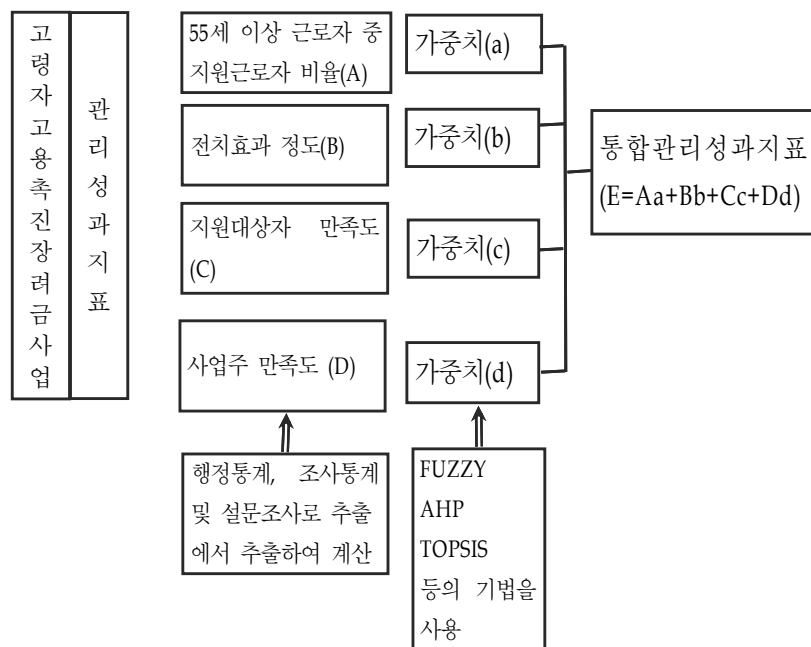 고령자고용촉진장려금사업
관리성과지표
55세 이상 근로자 중
지원근로자 비율(A)
가중치(a)
전치효과 정도(B)
가중치(b)
통합관리성과지표
(E=Aa+Bb+Cc+Dd)
지원대상자 만족도
(C)
가중치(c)
사업주 만족도 (D)
가중치(d)
행정통계, 조사통계
및 설문조사로 추출
에서 추출하여 계산
FUZZY
AHP
TOPSIS
등의 기법을
사용